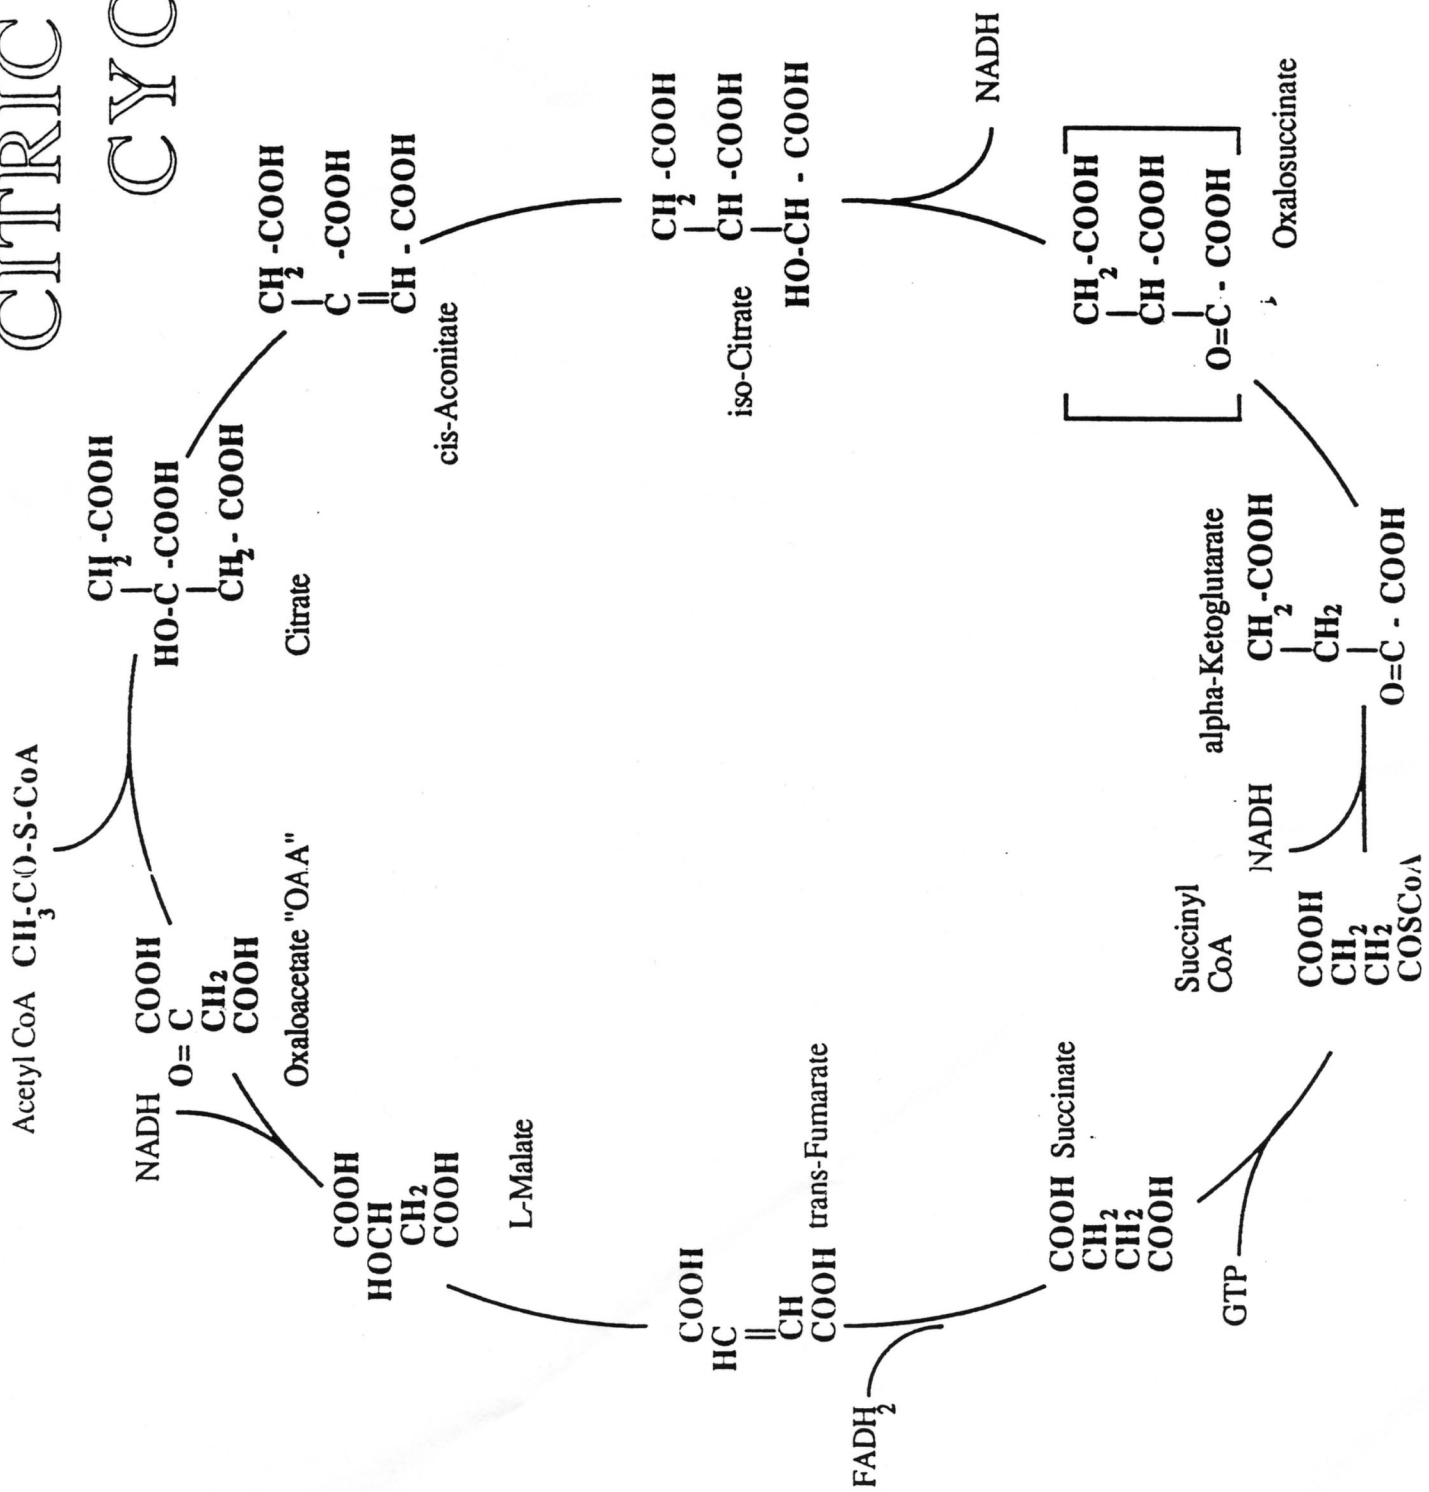 CITRIC
CYC
Acetyl CoA CH3-CO-S-CoA
CH2-COOH
HO-C-COOH
CH2-COOH
Citrate
CH2-COOH
C-COOH
CH-COOH
cis-Aconitate
CH2-COOH
CH-COOH
HO-CH-COOH
iso-Citrate
NADH
CH2-COOH
CH-COOH
O=C-COOH
Oxalosuccinate
alpha-Ketoglutarate
CH2-COOH
CH2
O=C-COOH
NADH
Succinyl
CoA
COOH
CH2
CH2
COSCoA
GTP
COOH Succinate
CH2
CH2
COOH
FADH2
COOH
HC
CH
COOH trans-Fumarate
COOH
HOCH
CH2
COOH
L-Malate
NADH
COOH
O=C
CH2
COOH
Oxaloacetate "OAA"